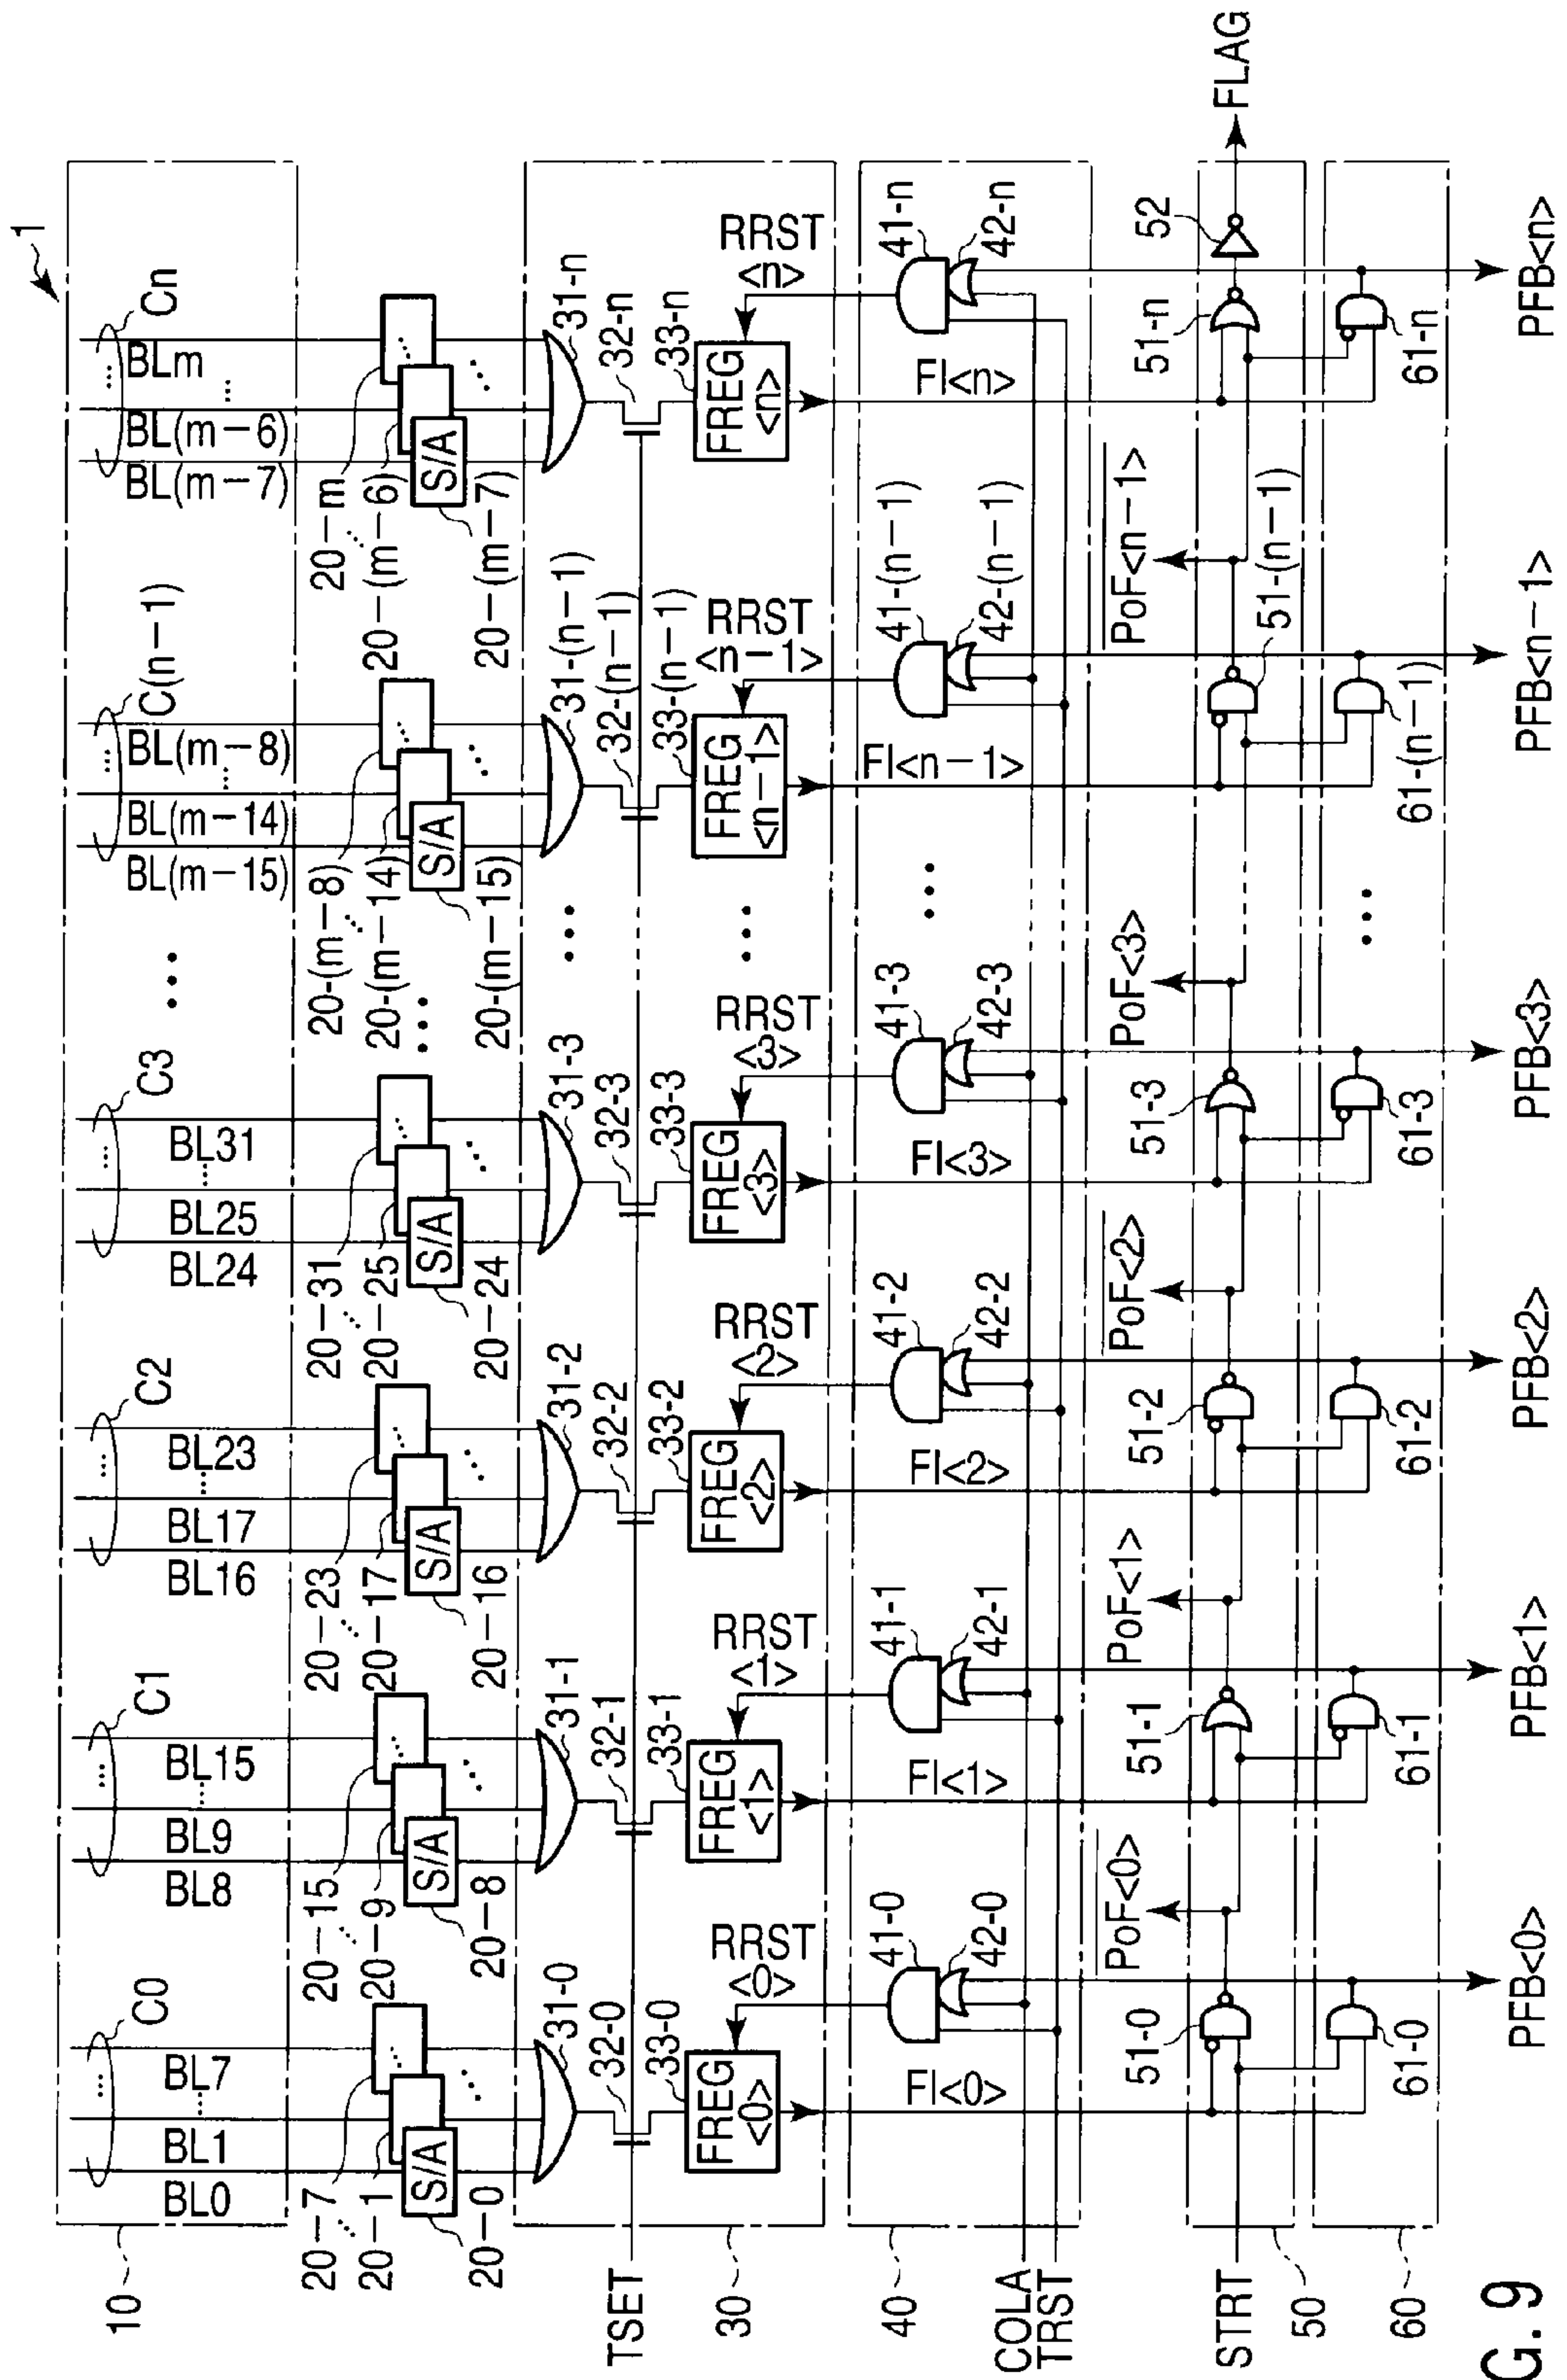 1
C0
C1
C2
C3
...
C(n−1)
Cn
BL7
BL15
BL23
BL31
BL(m−8)
BLm
BL1
BL9
BL17
BL25
BL(m−14)
BL(m−6)
BL0
BL8
BL16
BL24
BL(m−15)
BL(m−7)
10
20−7
20−15
20−23
20−31
20-(m−8)
20−m
20−1
20−9
20−17
20−25
20-(m−14)
20−(m−6)
S/A
S/A
S/A
S/A
S/A
S/A
20−0
20−8
20−16
20−24
20-(m−15)
20−(m−7)
31-0
31-1
31-2
31-3
31-(n−1)
31-n
TSET
32-0
32-1
32-2
32-3
32-(n−1)
32-n
33-0
33-1
33-2
33-3
33-(n−1)
33-n
FREG <0>
FREG <1>
FREG <2>
FREG <3>
FREG <n−1>
FREG <n>
RRST <0>
RRST <1>
RRST <2>
RRST <3>
RRST <n−1>
RRST <n>
30
40
41-0
41-1
41-2
41-3
41-(n−1)
41-n
FI<0>
FI<1>
FI<2>
FI<3>
FI<n−1>
FI<n>
42-0
42-1
42-2
42-3
42-(n−1)
42-n
COLA
TRST
PoF<0>
PoF<1>
PoF<2>
PoF<3>
PoF<n−1>
51-0
51-1
51-2
51-3
51-(n−1)
51-n
52
STRT
FLAG
50
60
61-0
61-1
61-2
61-3
61-(n−1)
61-n
PFB<0>
PFB<1>
PFB<2>
PFB<3>
PFB<n−1>
PFB<n>
G. 9